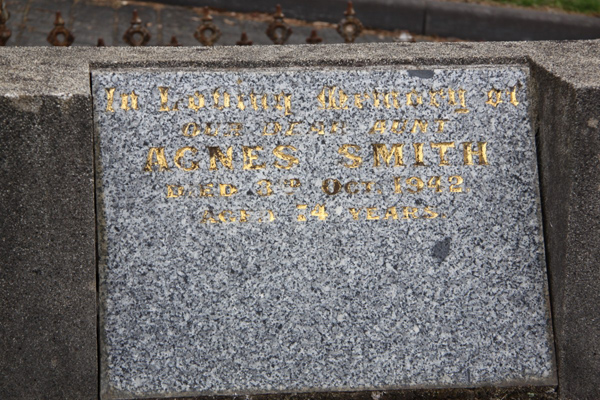 In Loving Memory of
OUR DEAR AUNT
AGNES SMITH
DIED 3RD OCT. 1942
AGED 74 YEARS.